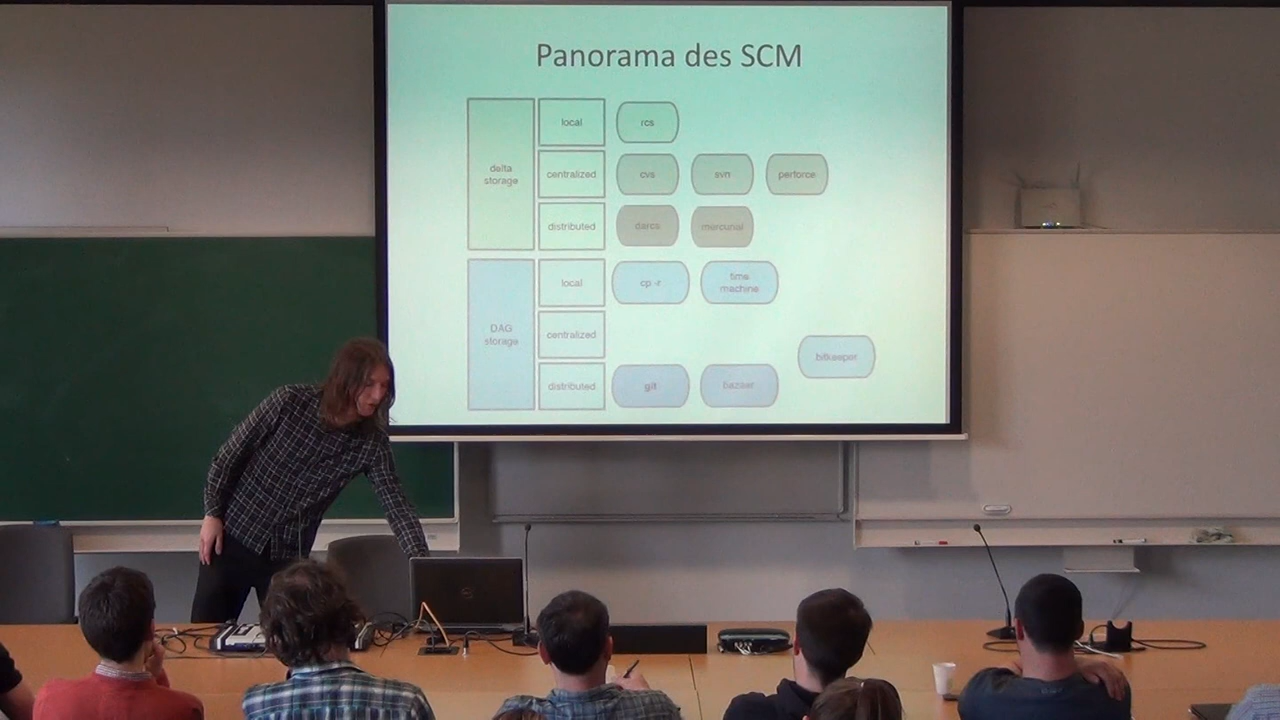 Panorama des SCM
delta
storage
local
rcs
centralized
cvs
svn
perforce
distributed
darcs
mercurial
DAG
storage
local
cp -r
time
machine
centralized
bitkeeper
distributed
git
bazaar